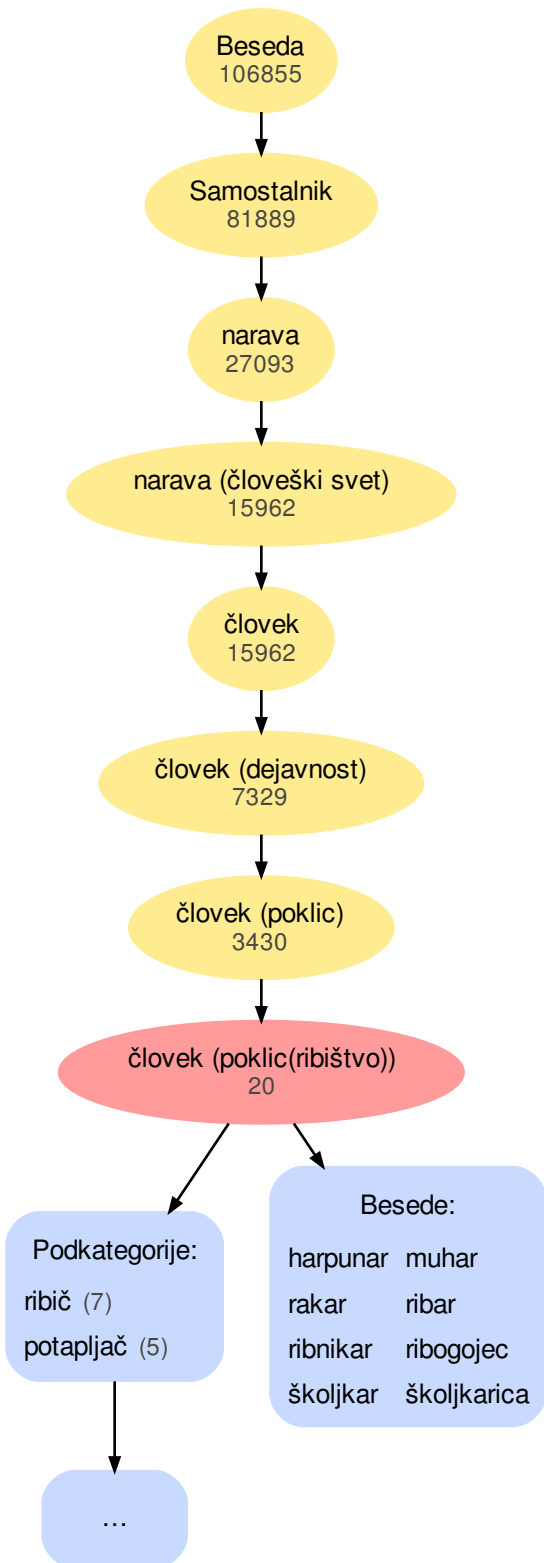 Beseda
106855
Samostalnik
81889
narava
27093
narava (človeški svet)
15962
človek
15962
človek (dejavnost)
7329
človek (poklic)
3430
človek (poklic(ribištvo))
20
Podkategorije:
ribič (7)
potapljač (5)
...
Besede:
harpunar muhar
rakar ribar
ribnikar ribogojec
školjkar školjkarica